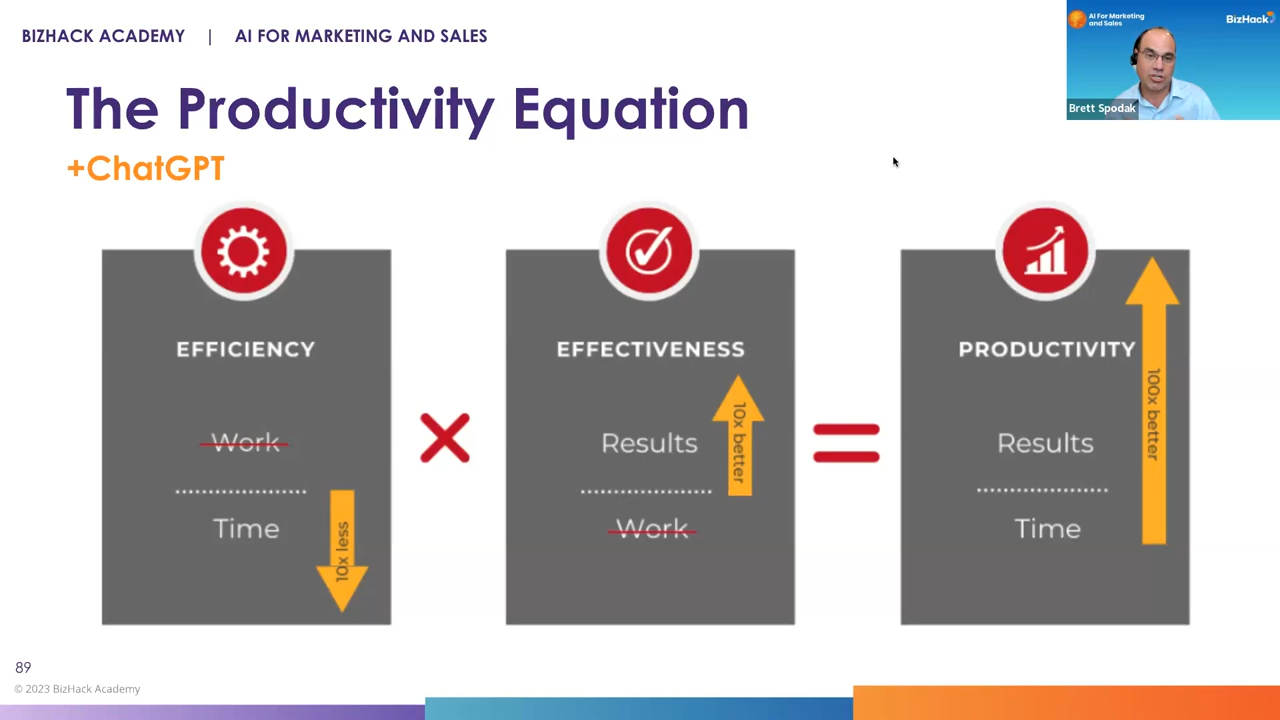 BIZHACK ACADEMY | AI FOR MARKETING AND SALES
AI For Marketing
and Sales
BizHack
Brett Spodak
The Productivity Equation
+ChatGPT
EFFICIENCY
Work
Time
10x less
EFFECTIVENESS
Results
Work
10x better
PRODUCTIVITY
Results
Time
100x better
89
© 2023 BizHack Academy